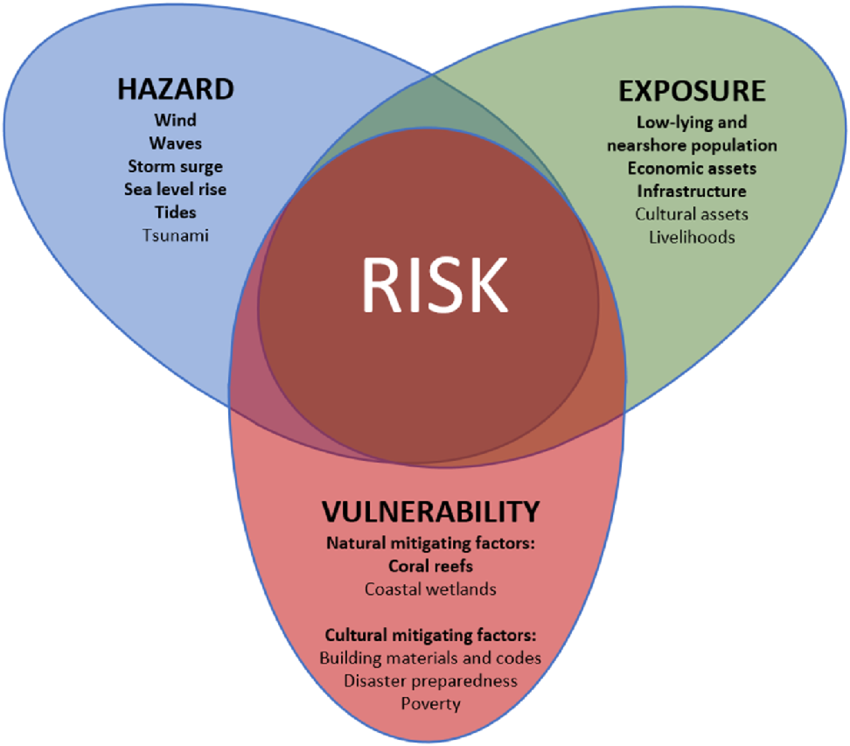 HAZARD
Wind
Waves
Storm surge
Sea level rise
Tides
Tsunami
EXPOSURE
Low-lying and
nearshore population
Economic assets
Infrastructure
Cultural assets
Livelihoods
RISK
VULNERABILITY
Natural mitigating factors:
Coral reefs
Coastal wetlands
Cultural mitigating factors:
Building materials and codes
Disaster preparedness
Poverty